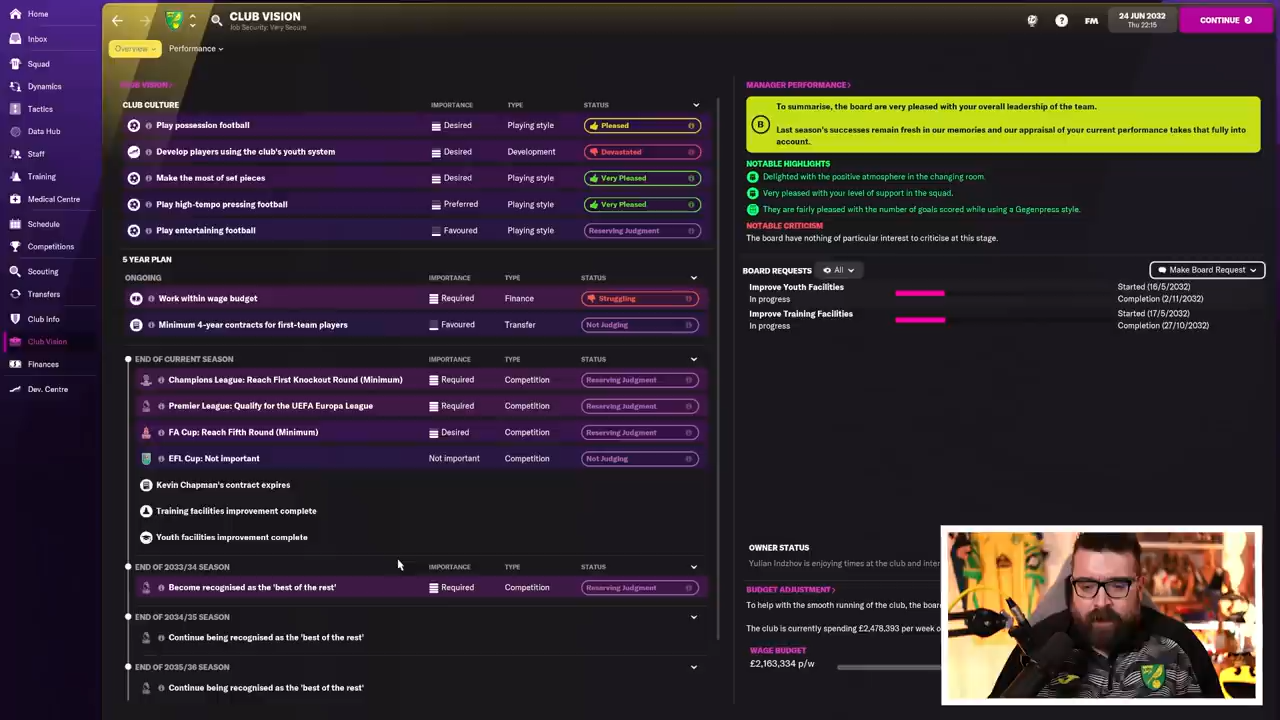 Home
Inbox
Squad
Dynamics
Tactics
Data Hub
Staff
Training
Medical Centre
Schedule
Competitions
Scouting
Transfers
Club Info
Club Vision
Finances
Dev. Centre
CLUB VISION
Job Security: Very Secure
FM
24 JUN 2032
Thu 22:15
CONTINUE
Overview
Performance
CLUB VISION >
CLUB CULTURE IMPORTANCE TYPE STATUS
Play possession football Desired Playing style Pleased
Develop players using the club's youth system Desired Development Devastated
Make the most of set pieces Desired Playing style Very Pleased
Play high-tempo pressing football Preferred Playing style Very Pleased
Play entertaining football Favoured Playing style Reserving Judgment
5 YEAR PLAN
ONGOING IMPORTANCE TYPE STATUS
Work within wage budget Required Finance Struggling
Minimum 4-year contracts for first-team players Favoured Transfer Not Judging
END OF CURRENT SEASON IMPORTANCE TYPE STATUS
Champions League: Reach First Knockout Round (Minimum) Required Competition Reserving Judgment
Premier League: Qualify for the UEFA Europa League Required Competition Reserving Judgment
FA Cup: Reach Fifth Round (Minimum) Desired Competition Reserving Judgment
EFL Cup: Not important Not important Competition Not Judging
Kevin Chapman's contract expires
Training facilities improvement complete
Youth facilities improvement complete
END OF 2033/34 SEASON IMPORTANCE TYPE STATUS
Become recognised as the 'best of the rest' Required Competition Reserving Judgment
END OF 2034/35 SEASON
Continue being recognised as the 'best of the rest'
END OF 2035/36 SEASON
Continue being recognised as the 'best of the rest'
MANAGER PERFORMANCE >
B
To summarise, the board are very pleased with your overall leadership of the team.
Last season's successes remain fresh in our memories and our appraisal of your current performance takes that fully into
account.
NOTABLE HIGHLIGHTS
Delighted with the positive atmosphere in the changing room.
Very pleased with your level of support in the squad.
They are fairly pleased with the number of goals scored while using a Gegenpress style.
NOTABLE CRITICISM
The board have nothing of particular interest to criticise at this stage.
BOARD REQUESTS All Make Board Request
Improve Youth Facilities Started (16/5/2032)
In progress Completion (2/11/2032)
Improve Training Facilities Started (17/5/2032)
In progress Completion (27/10/2032)
OWNER STATUS
Yulian Indzhov is enjoying times at the club and inter
BUDGET ADJUSTMENT >
To help with the smooth running of the club, the boar
The club is currently spending £2,478,393 per week o
WAGE BUDGET
£2,163,334 p/w